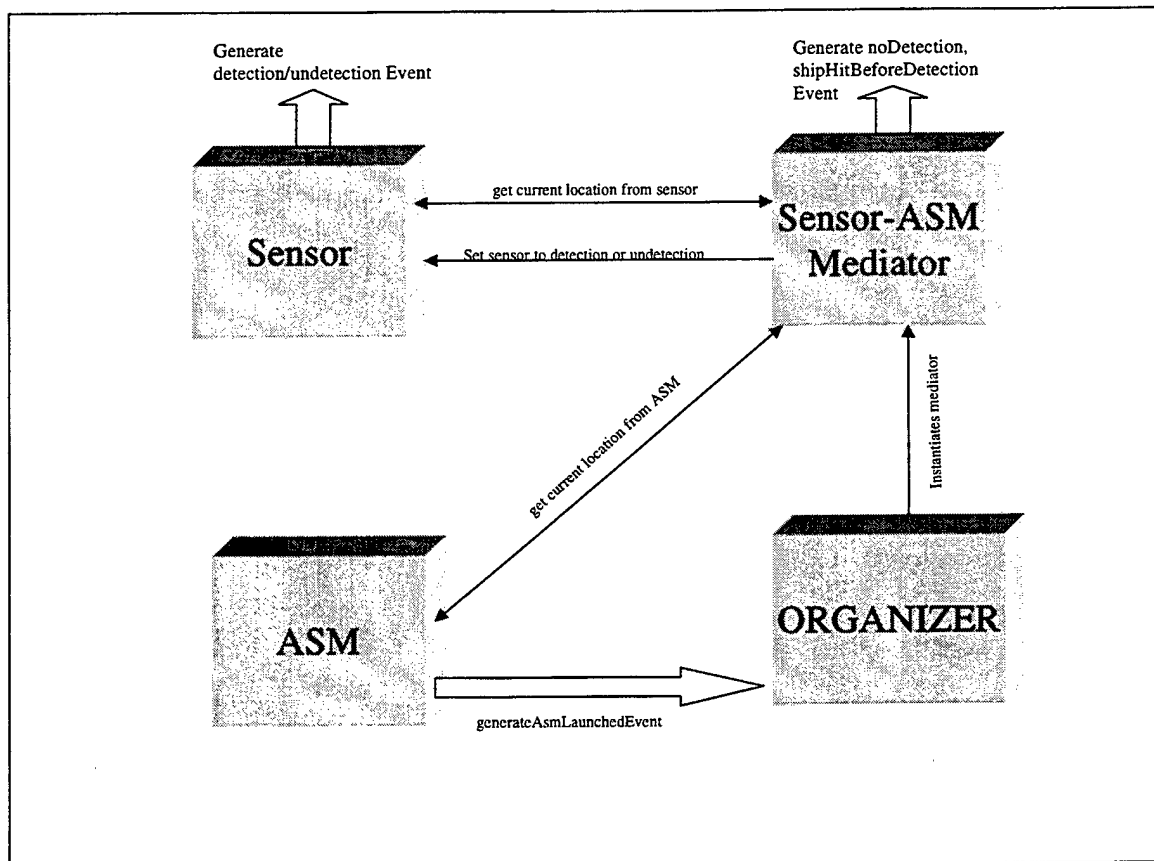 Generate
detection/undetection Event
Generate noDetection,
shipHitBeforeDetection
Event
get current location from sensor
Sensor
Sensor-ASM
Mediator
Set sensor to detection or undetection
get current location from ASM
Instantiates mediator
ASM
ORGANIZER
generateAsmLaunchedEvent